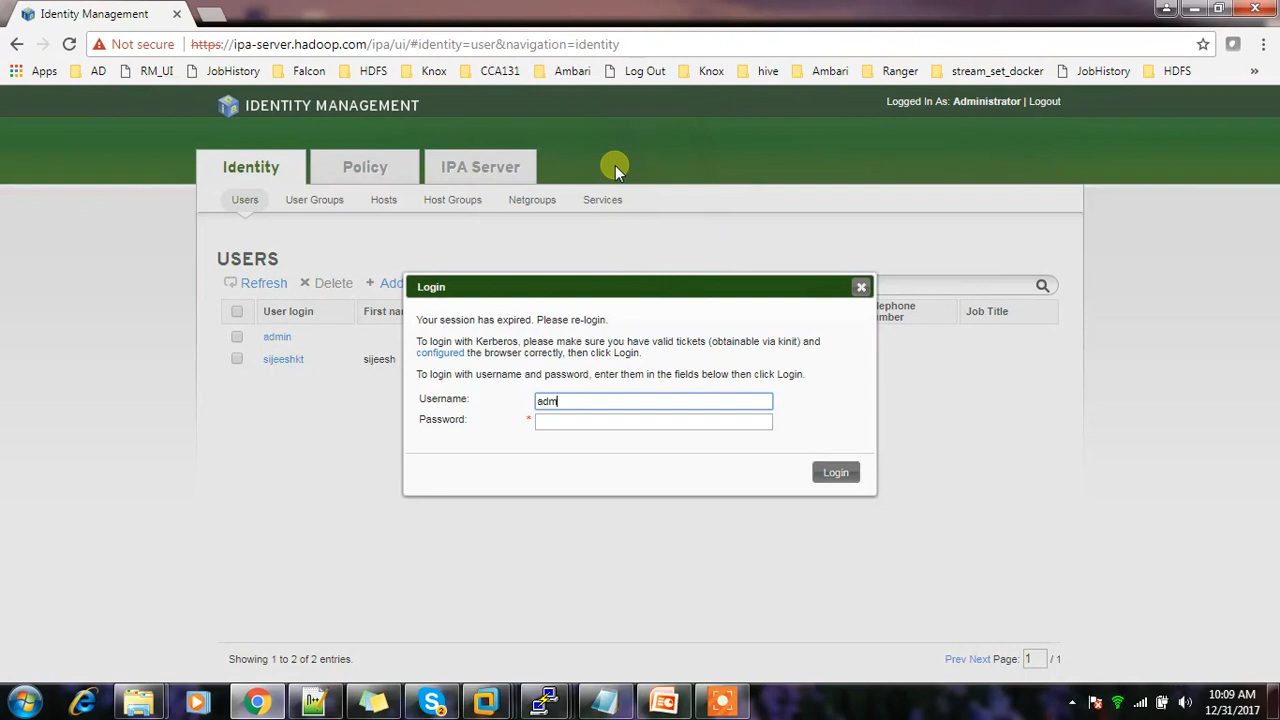 Identity Management
Not secure | https://ipa-server.hadoop.com/ipa/ui/#identity=user&navigation=identity
Apps AD RM_UI JobHistory Falcon HDFS Knox CCA131 Ambari Log Out Knox hive Ambari Ranger stream_set_docker JobHistory HDFS »
IDENTITY MANAGEMENT
Logged In As: Administrator | Logout
Identity Policy IPA Server
Users User Groups Hosts Host Groups Netgroups Services
USERS
Refresh Delete + Add
User login First nar lephone number Job Title
admin
sijeeshkt sijeesh
Login
Your session has expired. Please re-login.
To login with Kerberos, please make sure you have valid tickets (obtainable via kinit) and
configured the browser correctly, then click Login.
To login with username and password, enter them in the fields below then click Login.
Username: adm
Password: *
Login
Showing 1 to 2 of 2 entries.
Prev Next Page: 1 / 1
10:09 AM
12/31/2017